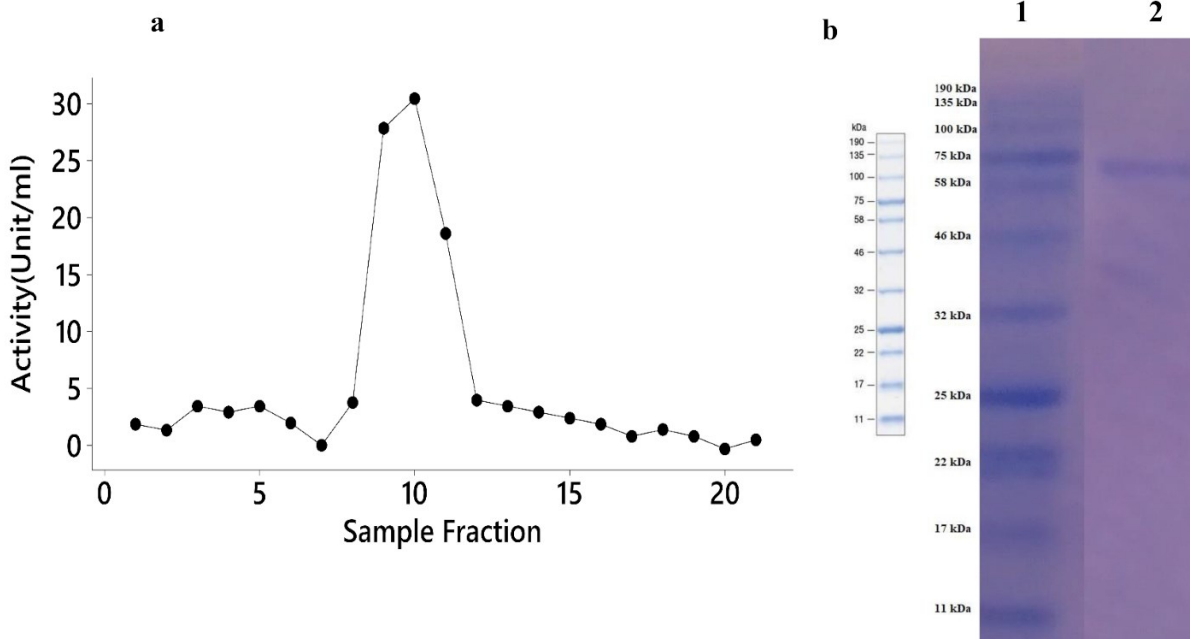 a
Activity(Unit/ml)
30
25
20
15
10
5
0
0 5 10 15 20
Sample Fraction
b
kDa
190
135
100
75
58
46
32
25
22
17
11
1 2
190 kDa
135 kDa
100 kDa
75 kDa
58 kDa
46 kDa
32 kDa
25 kDa
22 kDa
17 kDa
11 kDa